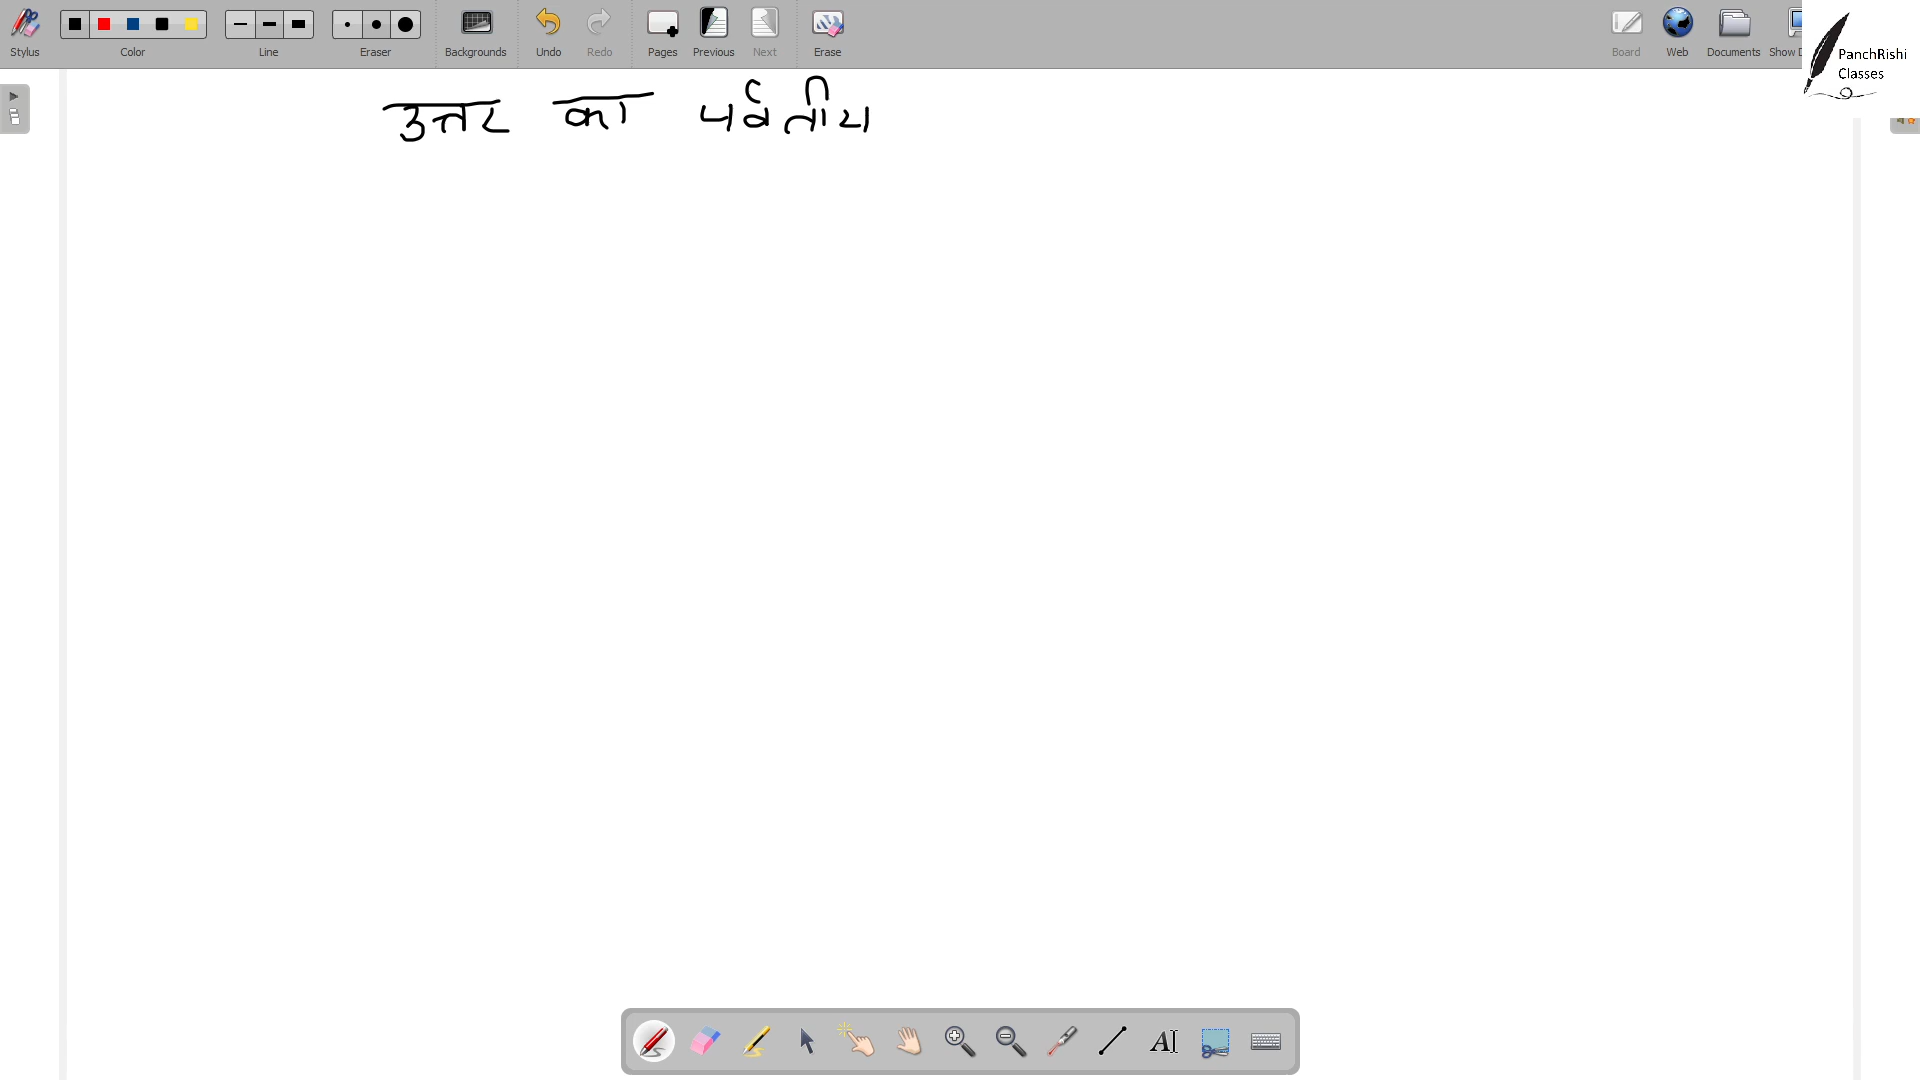 Stylus Color Line Eraser Backgrounds Undo Redo Pages Previous Next Erase Board Web Documents Show
PanchRishi
Classes
उत्तर का पर्वतीय